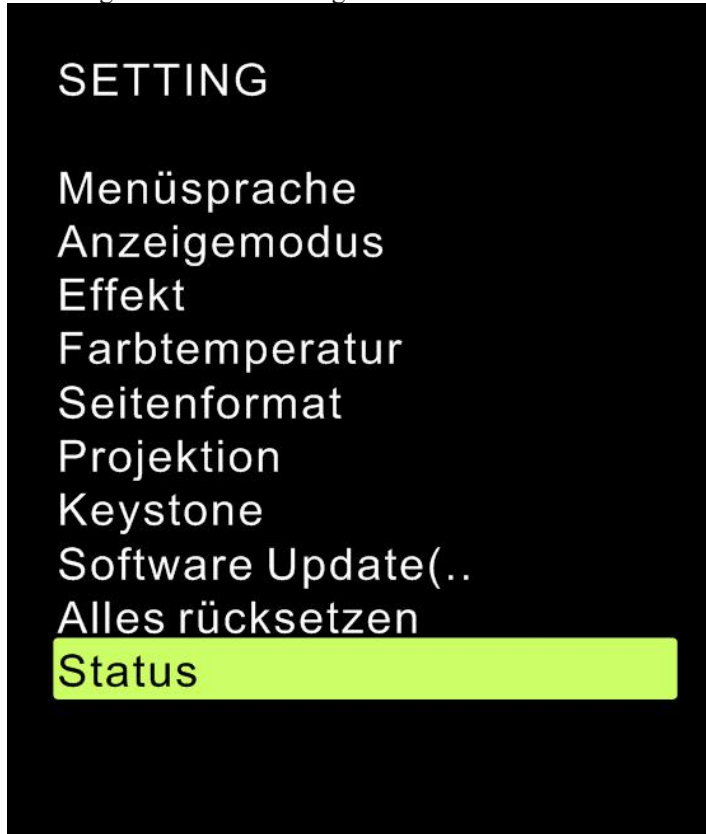 SETTING
Menüsprache
Anzeigemodus
Effekt
Farbtemperatur
Seitenformat
Projektion
Keystone
Software Update(..
Alles rücksetzen
Status